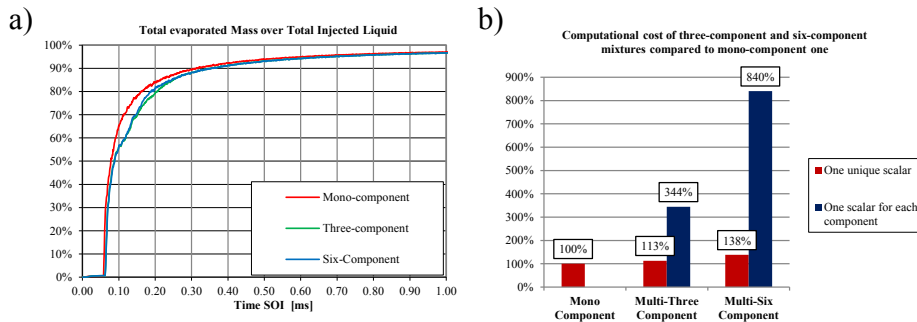 a)
Total evaporated Mass over Total Injected Liquid
100%
90%
80%
70%
60%
50%
40%
30%
20%
10%
0%
Mono-component
Three-component
Six-Component
0.00 0.10 0.20 0.30 0.40 0.50 0.60 0.70 0.80 0.90 1.00
Time SOI [ms]
b)
Computational cost of three-component and six-component
mixtures compared to mono-component one
900%
800%
700%
600%
500%
400%
300%
200%
100%
0%
100%
113%
344%
138%
840%
Mono Multi-Three Multi-Six
Component Component Component
One unique scalar
One scalar for each
component